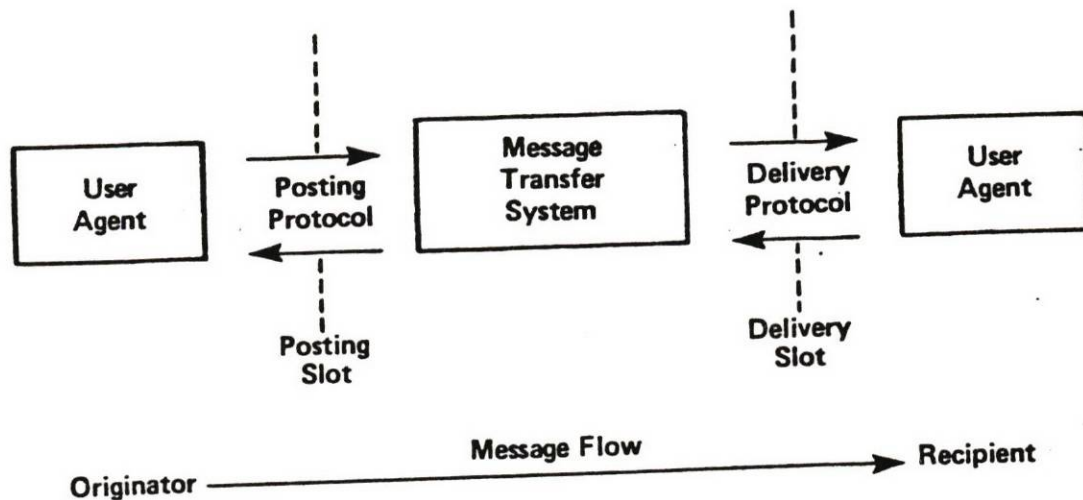 User
Agent
Posting
Protocol
Message
Transfer
System
Delivery
Protocol
User
Agent
Posting
Slot
Delivery
Slot
Message Flow
Originator
Recipient